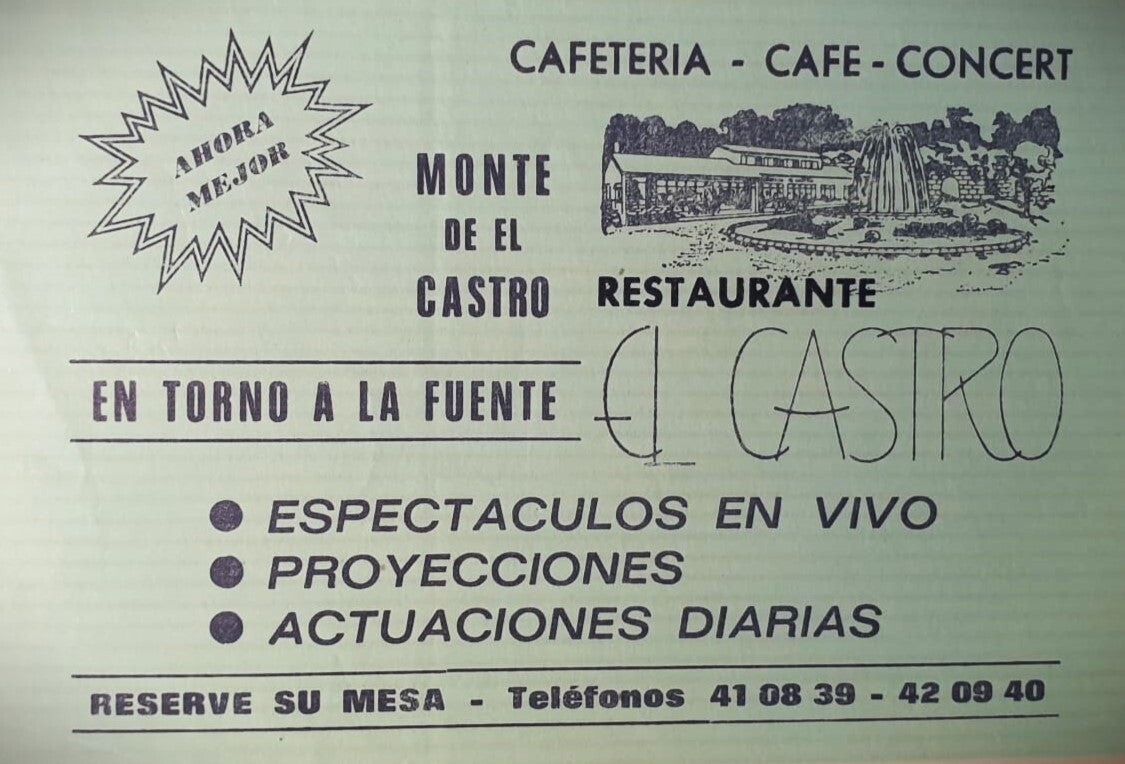 CAFETERIA - CAFE - CONCERT
AHORA
MEJOR
MONTE
DE EL
CASTRO
RESTAURANTE
EL CASTRO
EN TORNO A LA FUENTE
● ESPECTACULOS EN VIVO
● PROYECCIONES
● ACTUACIONES DIARIAS
RESERVE SU MESA - Teléfonos 41 08 39 - 42 09 40